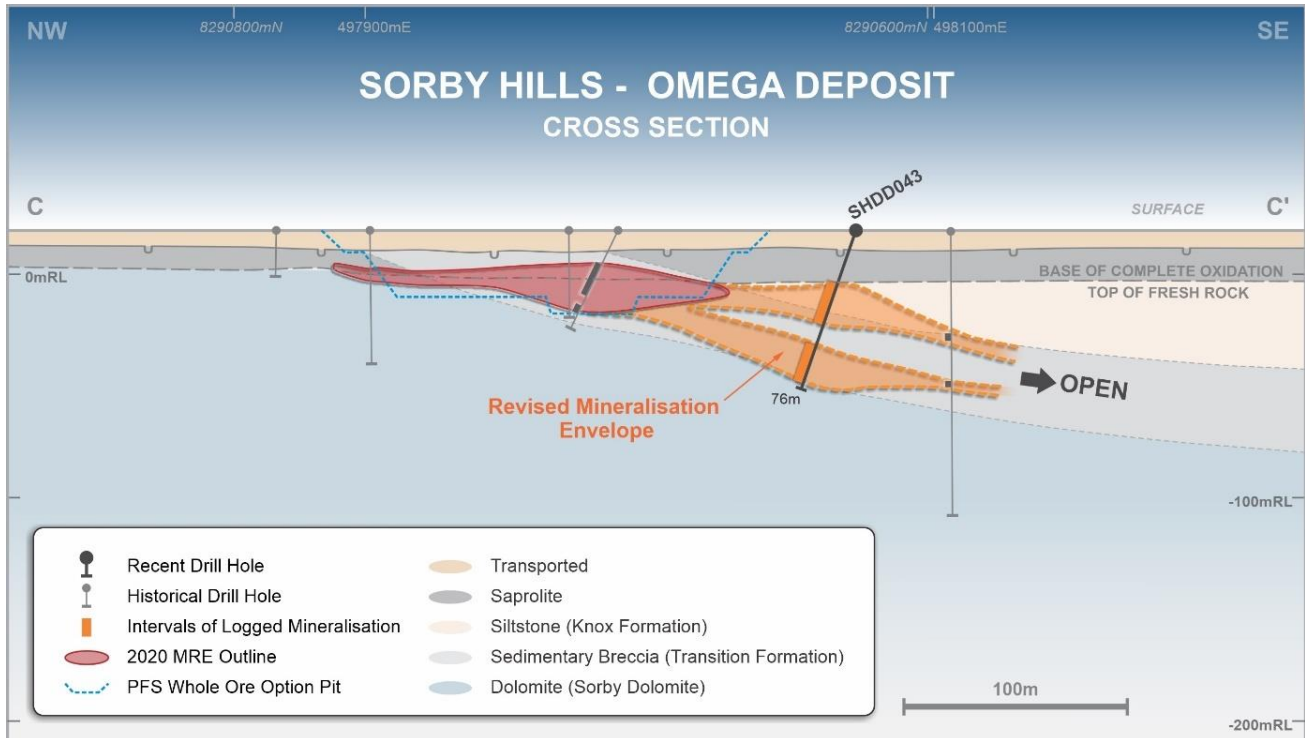 NW
8290800mN
497900mE
8290600mN 498100mE
SE
SORBY HILLS - OMEGA DEPOSIT
CROSS SECTION
C
SHDD043
SURFACE
C'
0mRL
BASE OF COMPLETE OXIDATION
TOP OF FRESH ROCK
76m
OPEN
Revised Mineralisation
Envelope
-100mRL
Recent Drill Hole
Historical Drill Hole
Intervals of Logged Mineralisation
2020 MRE Outline
PFS Whole Ore Option Pit
Transported
Saprolite
Siltstone (Knox Formation)
Sedimentary Breccia (Transition Formation)
Dolomite (Sorby Dolomite)
100m
-200mRL